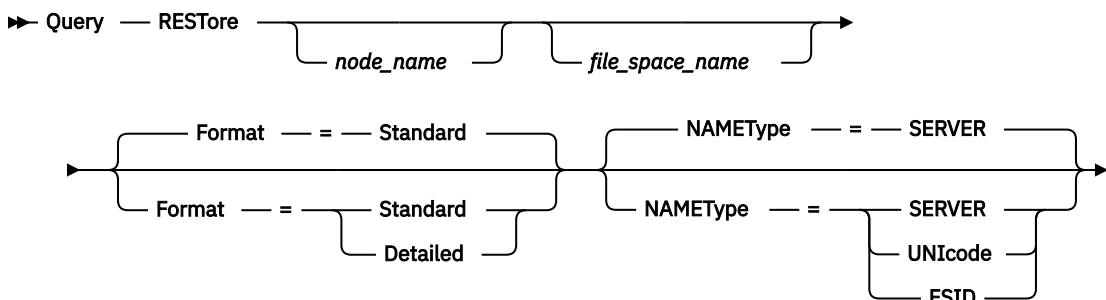 Query RESTore
node_name file_space_name
Format = Standard NAMEType = SERVER
Format = Standard NAMEType = SERVER
Detailed UNIcode
FSID